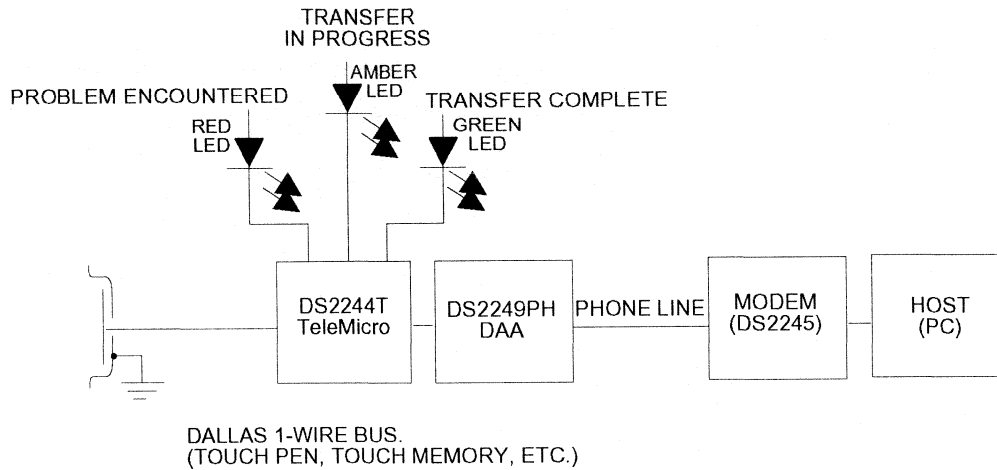 TRANSFER
IN PROGRESS
AMBER
LED
PROBLEM ENCOUNTERED
TRANSFER COMPLETE
RED
LED
GREEN
LED
DS2244T
TeleMicro
DS2249PH
DAA
PHONE LINE
MODEM
(DS2245)
HOST
(PC)
DALLAS 1-WIRE BUS.
(TOUCH PEN, TOUCH MEMORY, ETC.)